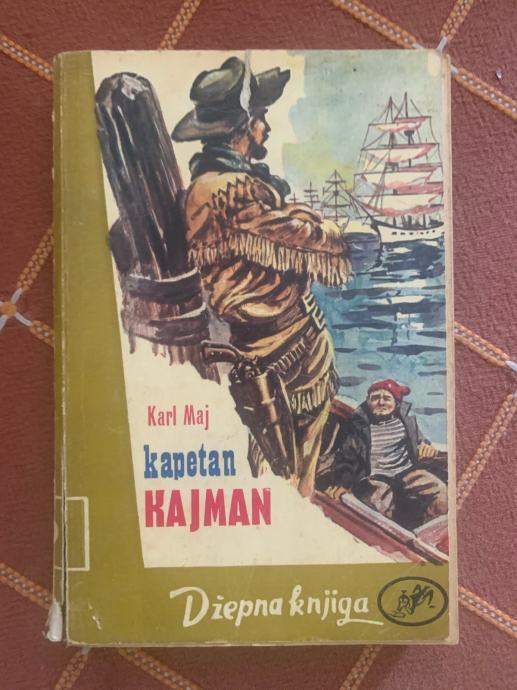 Karl Maj
kapetan
KAJMAN
Džepna knjiga